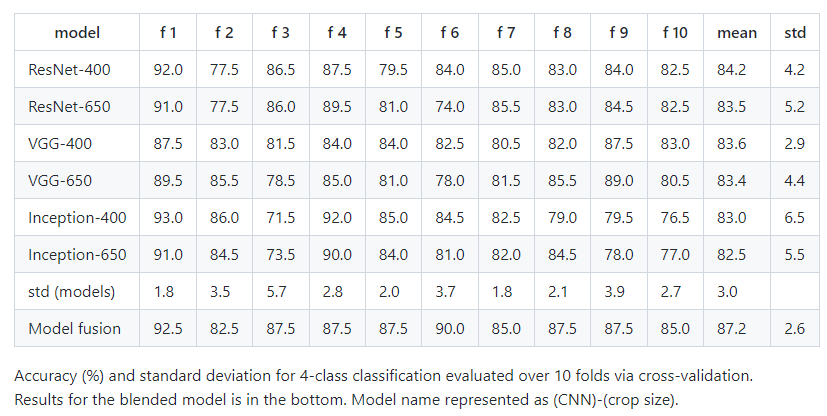 model f 1 f 2 f 3 f 4 f 5 f 6 f 7 f 8 f 9 f 10 mean std
ResNet-400 92.0 77.5 86.5 87.5 79.5 84.0 85.0 83.0 84.0 82.5 84.2 4.2
ResNet-650 91.0 77.5 86.0 89.5 81.0 74.0 85.5 83.0 84.5 82.5 83.5 5.2
VGG-400 87.5 83.0 81.5 84.0 84.0 82.5 80.5 82.0 87.5 83.0 83.6 2.9
VGG-650 89.5 85.5 78.5 85.0 81.0 78.0 81.5 85.5 89.0 80.5 83.4 4.4
Inception-400 93.0 86.0 71.5 92.0 85.0 84.5 82.5 79.0 79.5 76.5 83.0 6.5
Inception-650 91.0 84.5 73.5 90.0 84.0 81.0 82.0 84.5 78.0 77.0 82.5 5.5
std (models) 1.8 3.5 5.7 2.8 2.0 3.7 1.8 2.1 3.9 2.7 3.0
Model fusion 92.5 82.5 87.5 87.5 87.5 90.0 85.0 87.5 87.5 85.0 87.2 2.6
Accuracy (%) and standard deviation for 4-class classification evaluated over 10 folds via cross-validation.
Results for the blended model is in the bottom. Model name represented as (CNN)-(crop size).